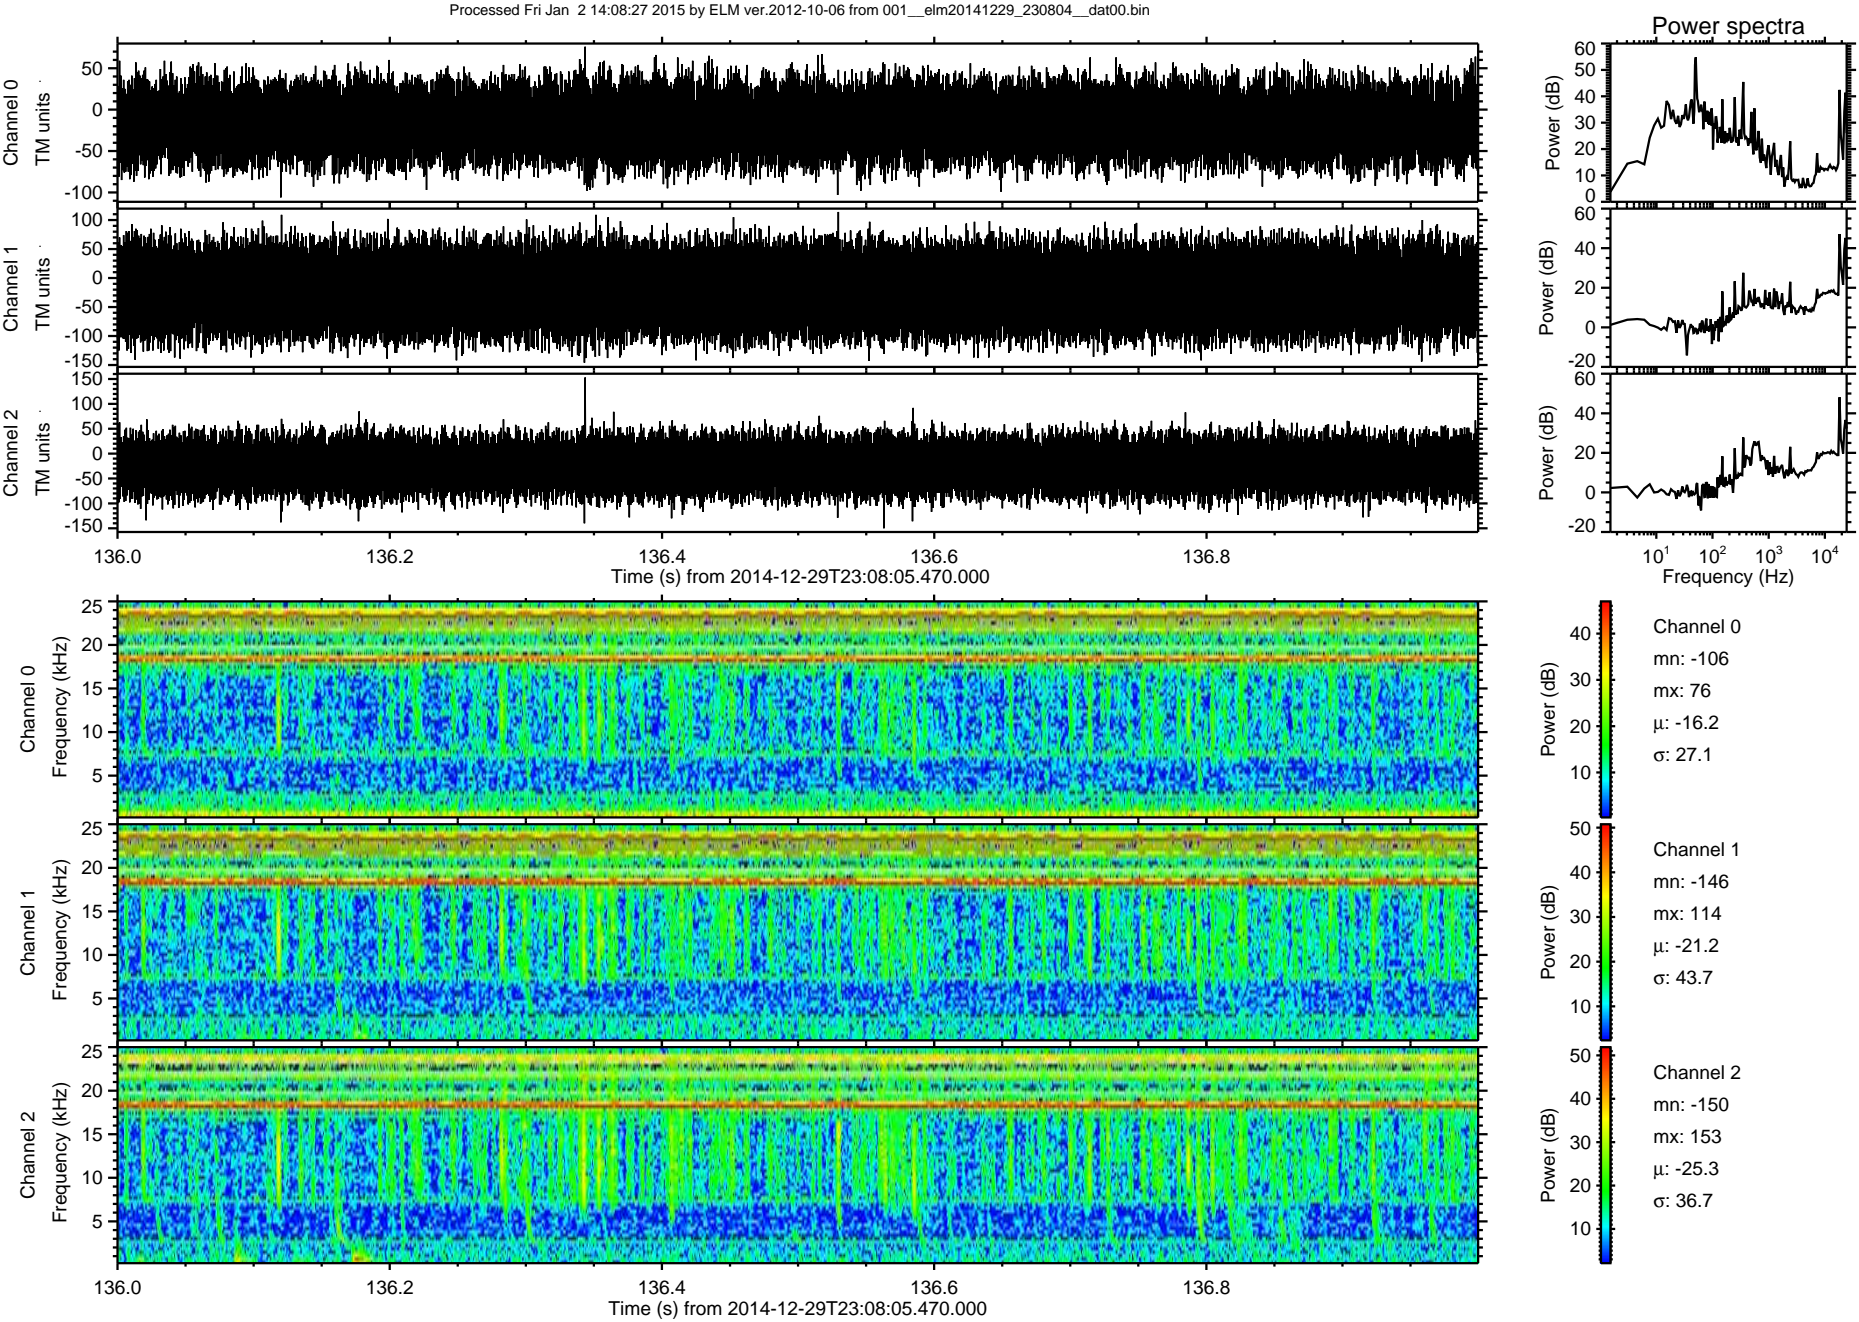 Processed Fri Jan  2 14:08:27 2015 by ELM ver.2012-10-06 from 001__elm20141229_230804__dat00.bin
Power spectra
Channel 0
TM units
50
0
-50
-100
Power (dB)
60
50
40
30
20
10
0
Channel 1
TM units
100
50
0
-50
-100
-150
Power (dB)
60
40
20
0
-20
Channel 2
TM units
150
100
50
0
-50
-100
-150
Power (dB)
60
40
20
0
-20
136.0 136.2 136.4 136.6 136.8
Time (s) from 2014-12-29T23:08:05.470.000
10¹ 10² 10³ 10⁴
Frequency (Hz)
Channel 0
Frequency (kHz)
25
20
15
10
5
Power (dB)
40
30
20
10
Channel 0
mn: -106
mx: 76
μ: -16.2
σ: 27.1
Channel 1
Frequency (kHz)
25
20
15
10
5
Power (dB)
50
40
30
20
10
Channel 1
mn: -146
mx: 114
μ: -21.2
σ: 43.7
Channel 2
Frequency (kHz)
25
20
15
10
5
Power (dB)
50
40
30
20
10
Channel 2
mn: -150
mx: 153
μ: -25.3
σ: 36.7
136.0 136.2 136.4 136.6 136.8
Time (s) from 2014-12-29T23:08:05.470.000